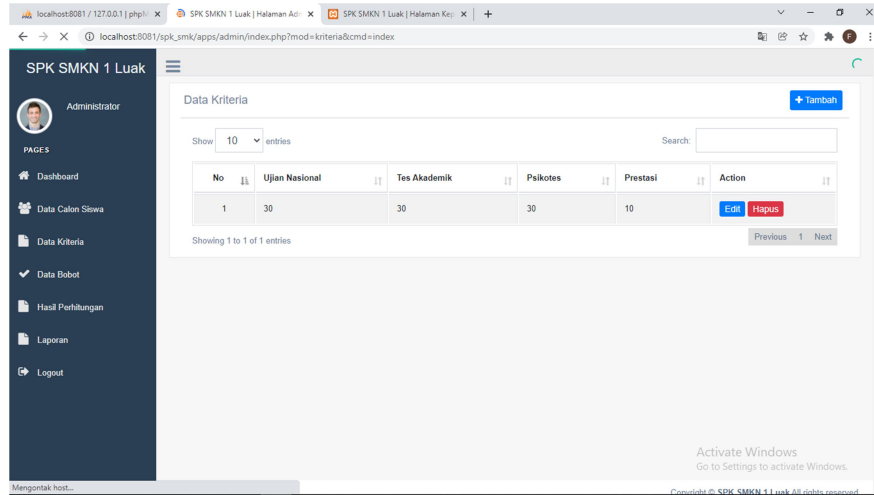 localhost:8081 / 127.0.0.1 | phpM
SPK SMKN 1 Luak | Halaman Adm
SPK SMKN 1 Luak | Halaman Kep
localhost:8081/spk_smk/apps/admin/index.php?mod=kriteria&cmd=index
F
SPK SMKN 1 Luak
Administrator
PAGES
Dashboard
Data Calon Siswa
Data Kriteria
Data Bobot
Hasil Perhitungan
Laporan
Logout
Data Kriteria
+ Tambah
Show 10 entries
Search:
No Ujian Nasional Tes Akademik Psikotes Prestasi Action
1 30 30 30 10 Edit Hapus
Showing 1 to 1 of 1 entries
Previous 1 Next
Activate Windows
Go to Settings to activate Windows.
Mengontak host...
Copyright © SPK SMKN 1 Luak All rights reserved